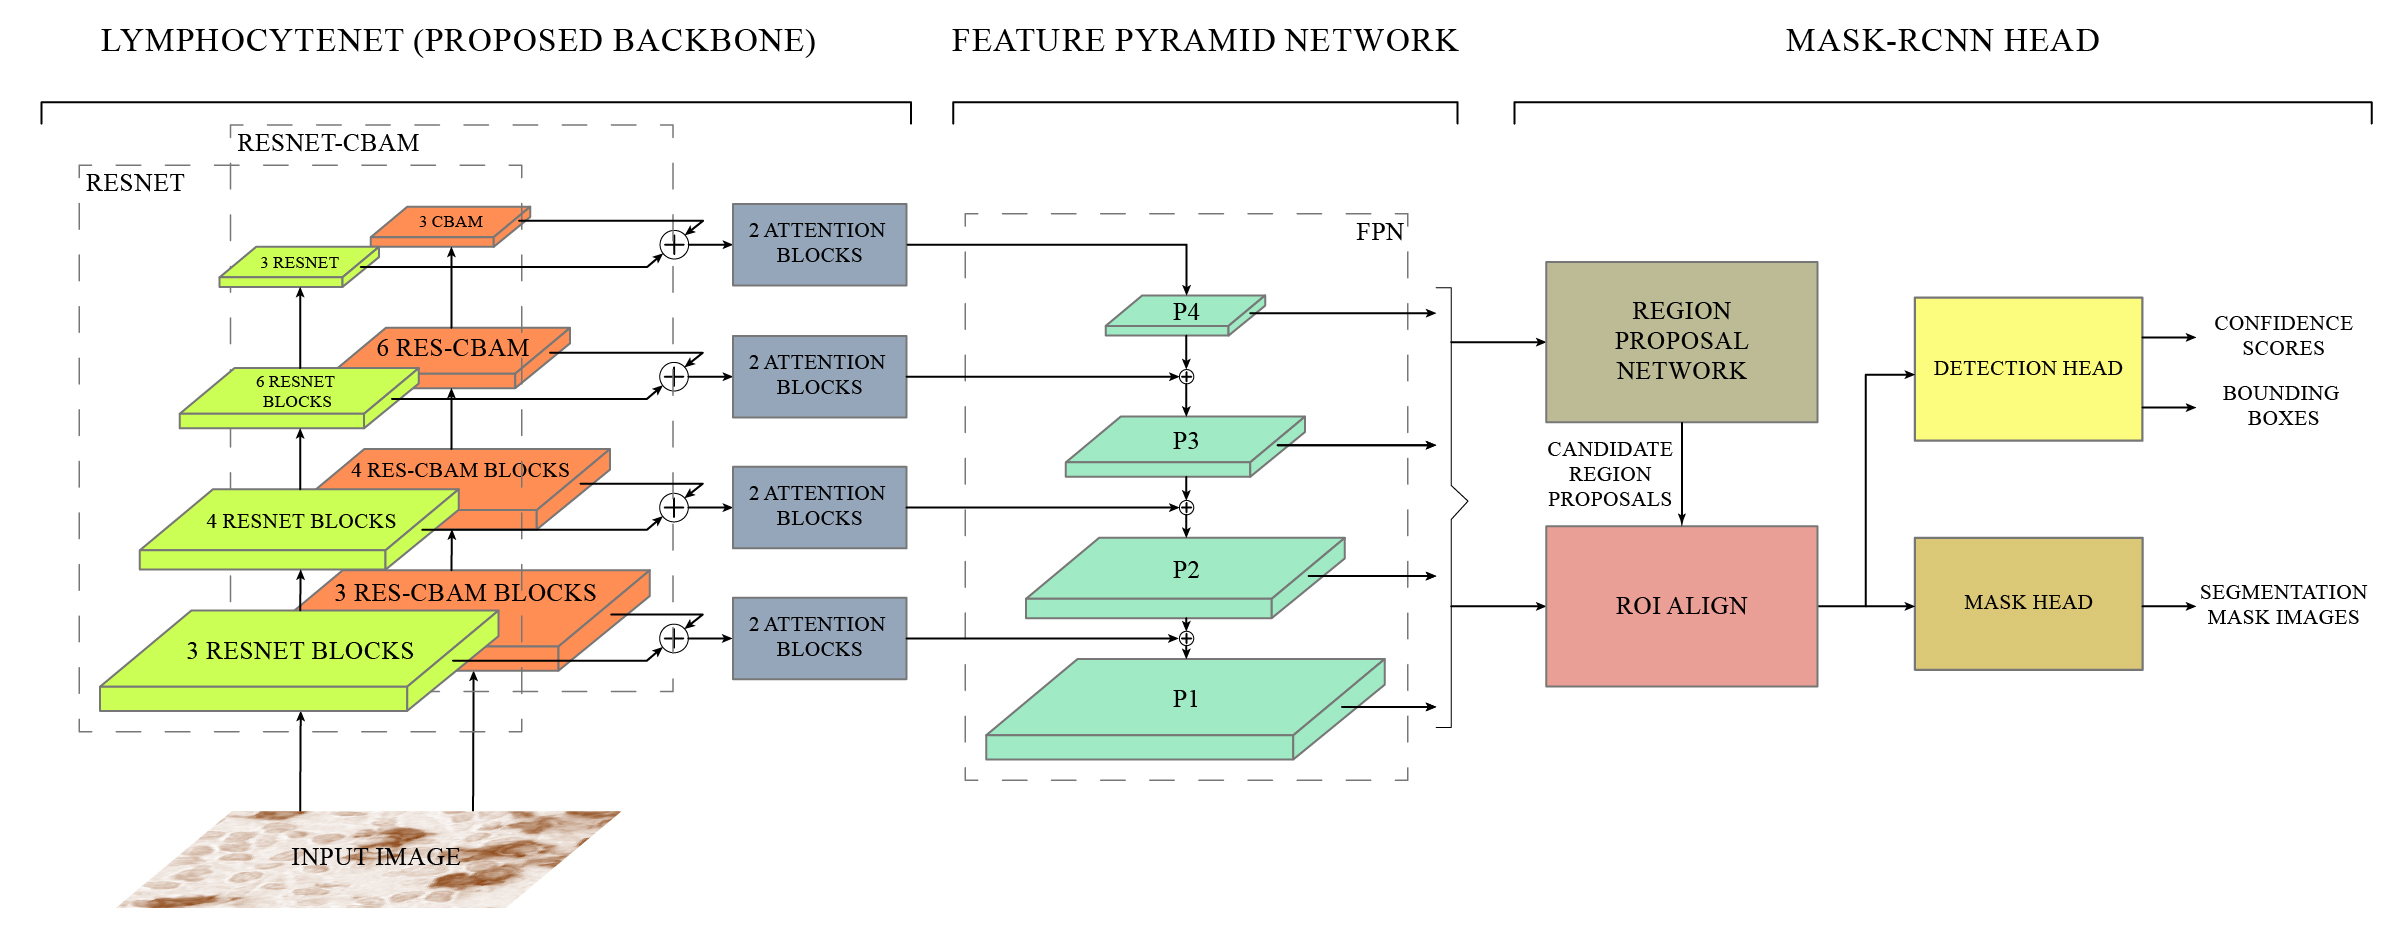 LYMPHOCYTENET (PROPOSED BACKBONE)
FEATURE PYRAMID NETWORK
MASK-RCNN HEAD
RESNET-CBAM
RESNET
3 CBAM
3 RESNET
6 RES-CBAM
6 RESNET
BLOCKS
4 RES-CBAM BLOCKS
4 RESNET BLOCKS
3 RES-CBAM BLOCKS
3 RESNET BLOCKS
INPUT IMAGE
2 ATTENTION
BLOCKS
2 ATTENTION
BLOCKS
2 ATTENTION
BLOCKS
2 ATTENTION
BLOCKS
FPN
P4
P3
P2
P1
REGION
PROPOSAL
NETWORK
CANDIDATE
REGION
PROPOSALS
ROI ALIGN
DETECTION HEAD
MASK HEAD
CONFIDENCE
SCORES
BOUNDING
BOXES
SEGMENTATION
MASK IMAGES